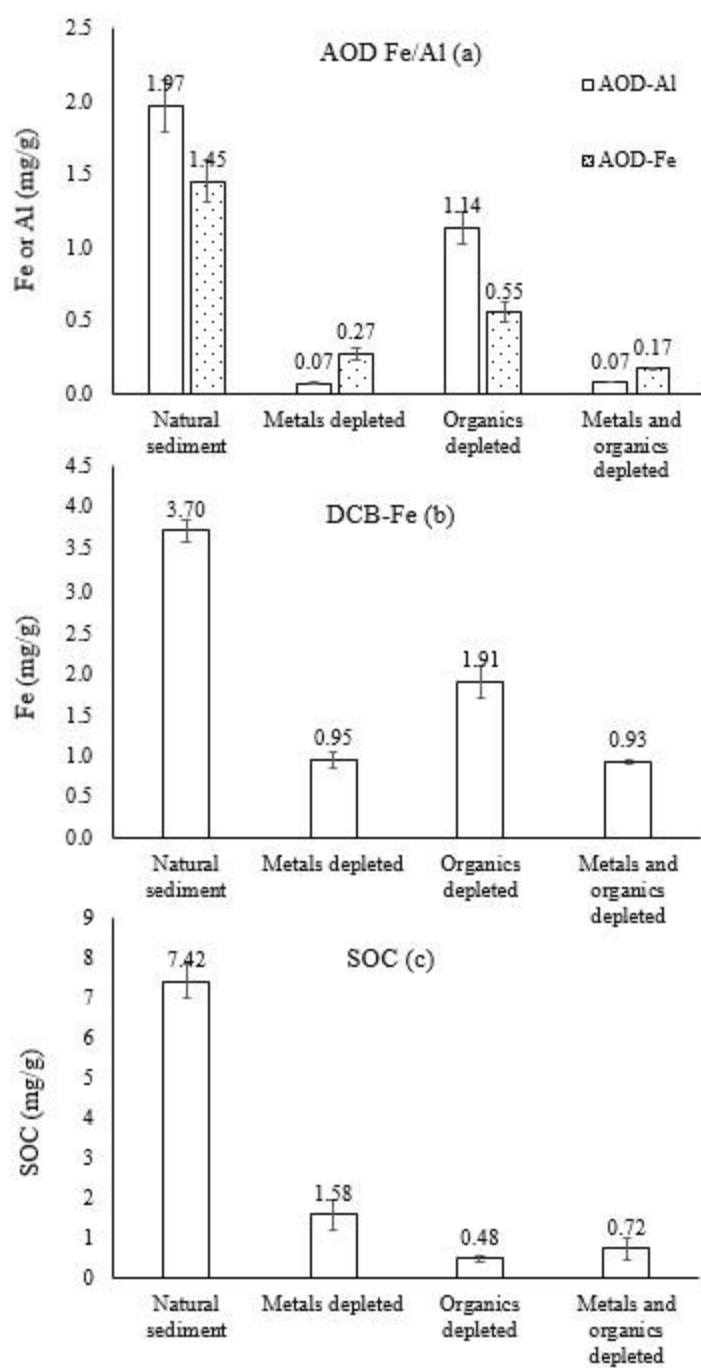 AOD Fe/Al (a)
AOD-Al
AOD-Fe
Fe or Al (mg/g)
2.5
2.0
1.5
1.0
0.5
0.0
1.97
1.45
0.07
0.27
1.14
0.55
0.07
0.17
Natural
sediment
Metals depleted
Organics
depleted
Metals and
organics
depleted
DCB-Fe (b)
Fe (mg/g)
4.5
4.0
3.5
3.0
2.5
2.0
1.5
1.0
0.5
0.0
3.70
0.95
1.91
0.93
Natural
sediment
Metals depleted
Organics
depleted
Metals and
organics
depleted
SOC (c)
SOC (mg/g)
9
8
7
6
5
4
3
2
1
0
7.42
1.58
0.48
0.72
Natural
sediment
Metals depleted
Organics
depleted
Metals and
organics
depleted